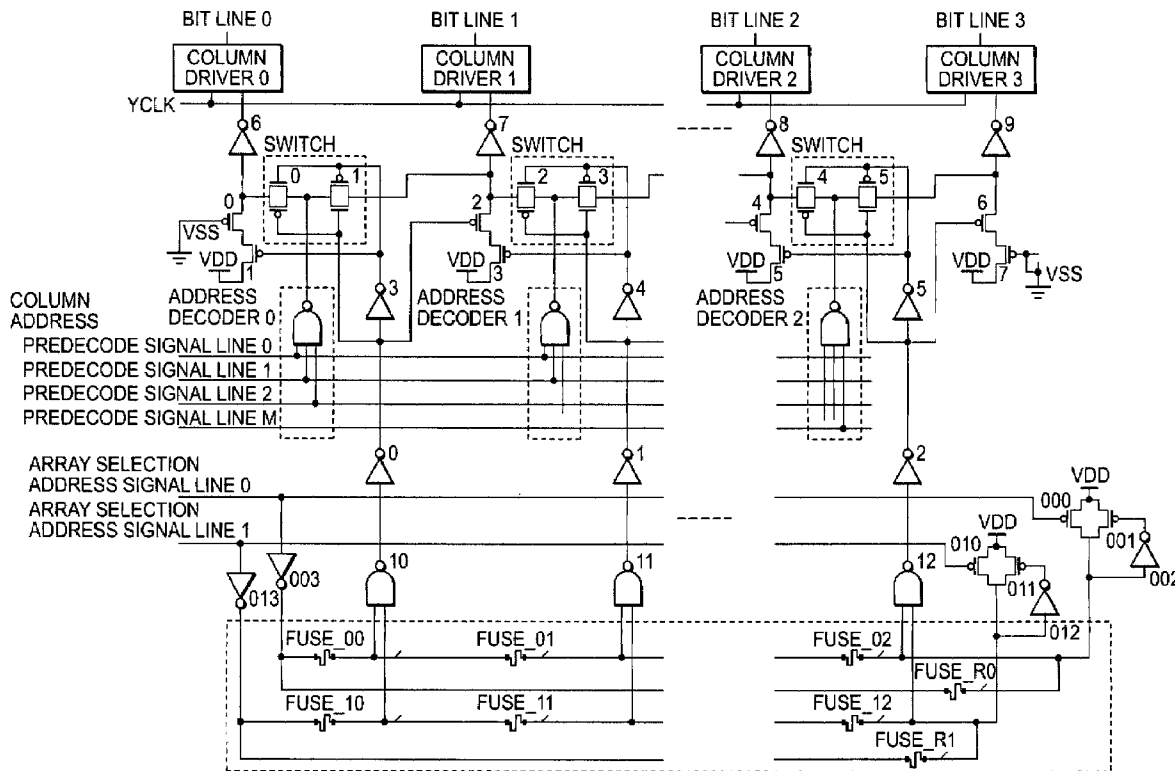 BIT LINE 0 BIT LINE 1 BIT LINE 2 BIT LINE 3
COLUMN DRIVER 0 COLUMN DRIVER 1 COLUMN DRIVER 2 COLUMN DRIVER 3
YCLK
6 7 8 9
SWITCH SWITCH
0 1 2 3 4 5
0 2 4 6
VSS
VDD VDD VDD VDD
1 3 5 7
VSS
3 4 5
COLUMN
ADDRESS
ADDRESS
DECODER 0
ADDRESS
DECODER 1
ADDRESS
DECODER 2
PREDECODE SIGNAL LINE 0
PREDECODE SIGNAL LINE 1
PREDECODE SIGNAL LINE 2
PREDECODE SIGNAL LINE M
0 1 2
ARRAY SELECTION
ADDRESS SIGNAL LINE 0
ARRAY SELECTION
ADDRESS SIGNAL LINE 1
VDD
000
001
002
VDD
010
011
012
10 11 12
003
013
FUSE_00 FUSE_01 FUSE_02
FUSE_R0
FUSE_10 FUSE_11 FUSE_12
FUSE_R1